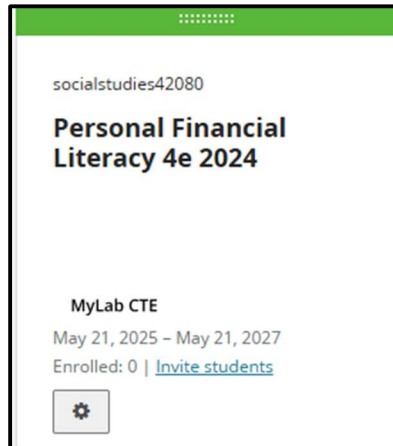 socialstudies42080
Personal Financial
Literacy 4e 2024
MyLab CTE
May 21, 2025 – May 21, 2027
Enrolled: 0 | Invite students